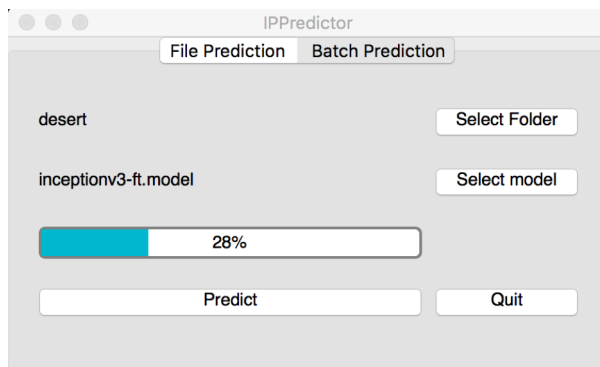 IPPredictor
File Prediction Batch Prediction
desert Select Folder
inceptionv3-ft.model Select model
28%
Predict Quit